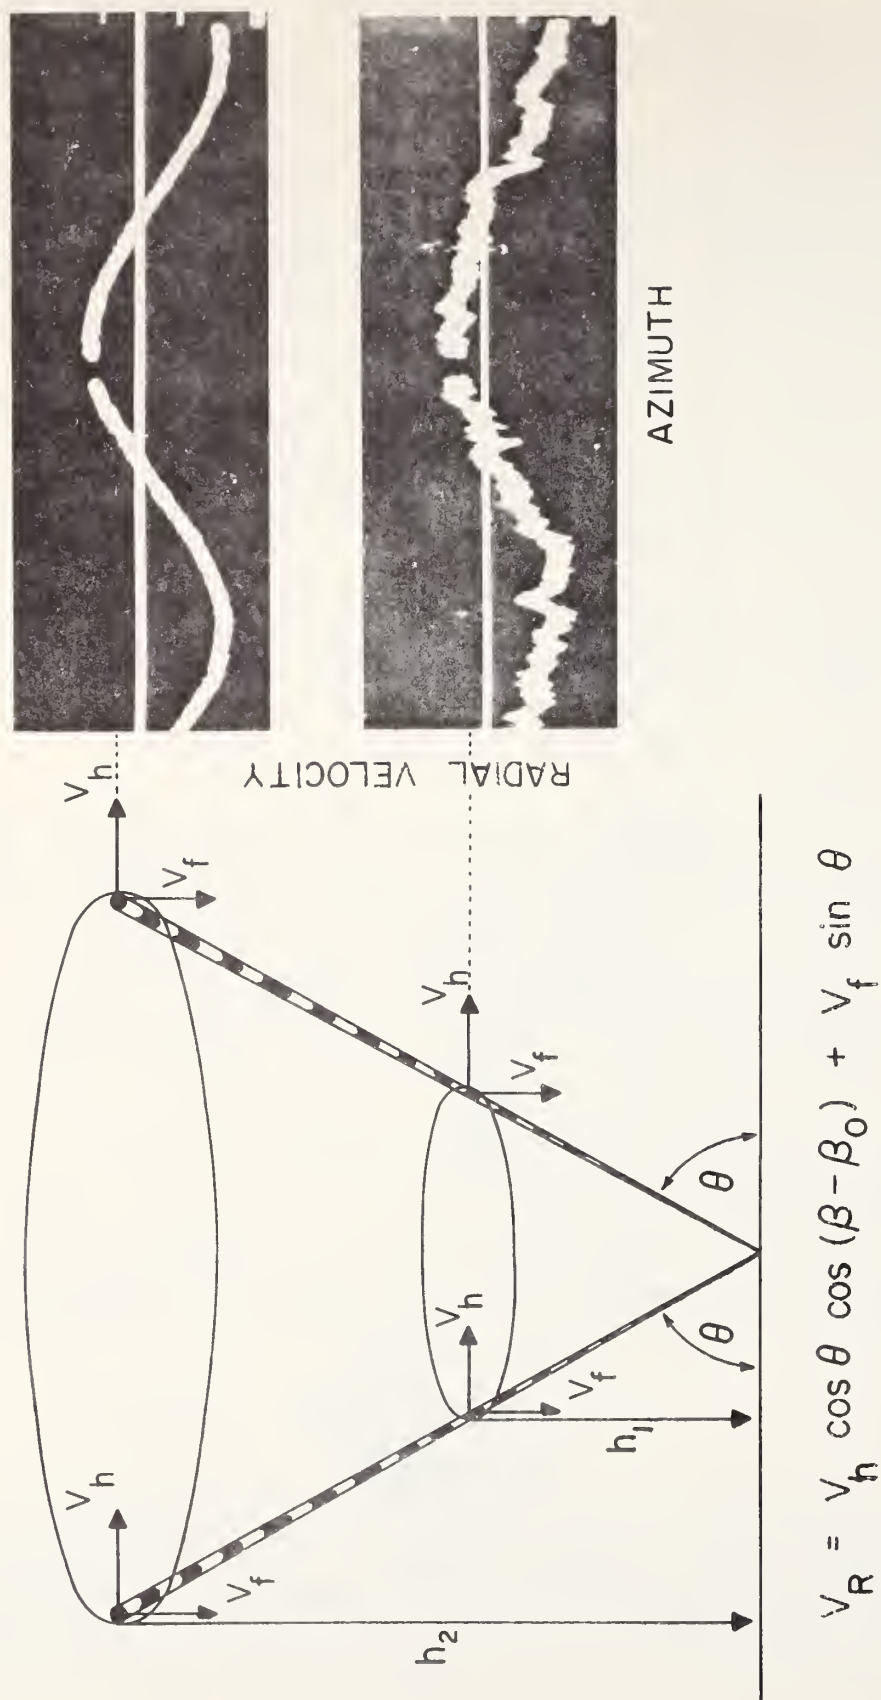 V_h
V_h
V_f
V_f
h_2
V_h
V_h
V_f
V_f
h_1
θ
θ
RADIAL VELOCITY
AZIMUTH
V_R = V_h cos θ cos (β - β_0) + V_f sin θ